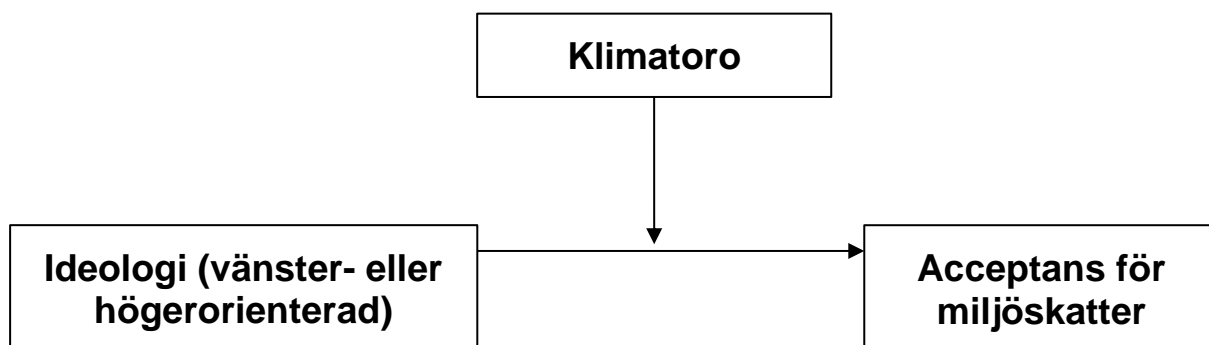 Klimatoro
Ideologi (vänster- eller
högerorienterad)
Acceptans för
miljöskatter